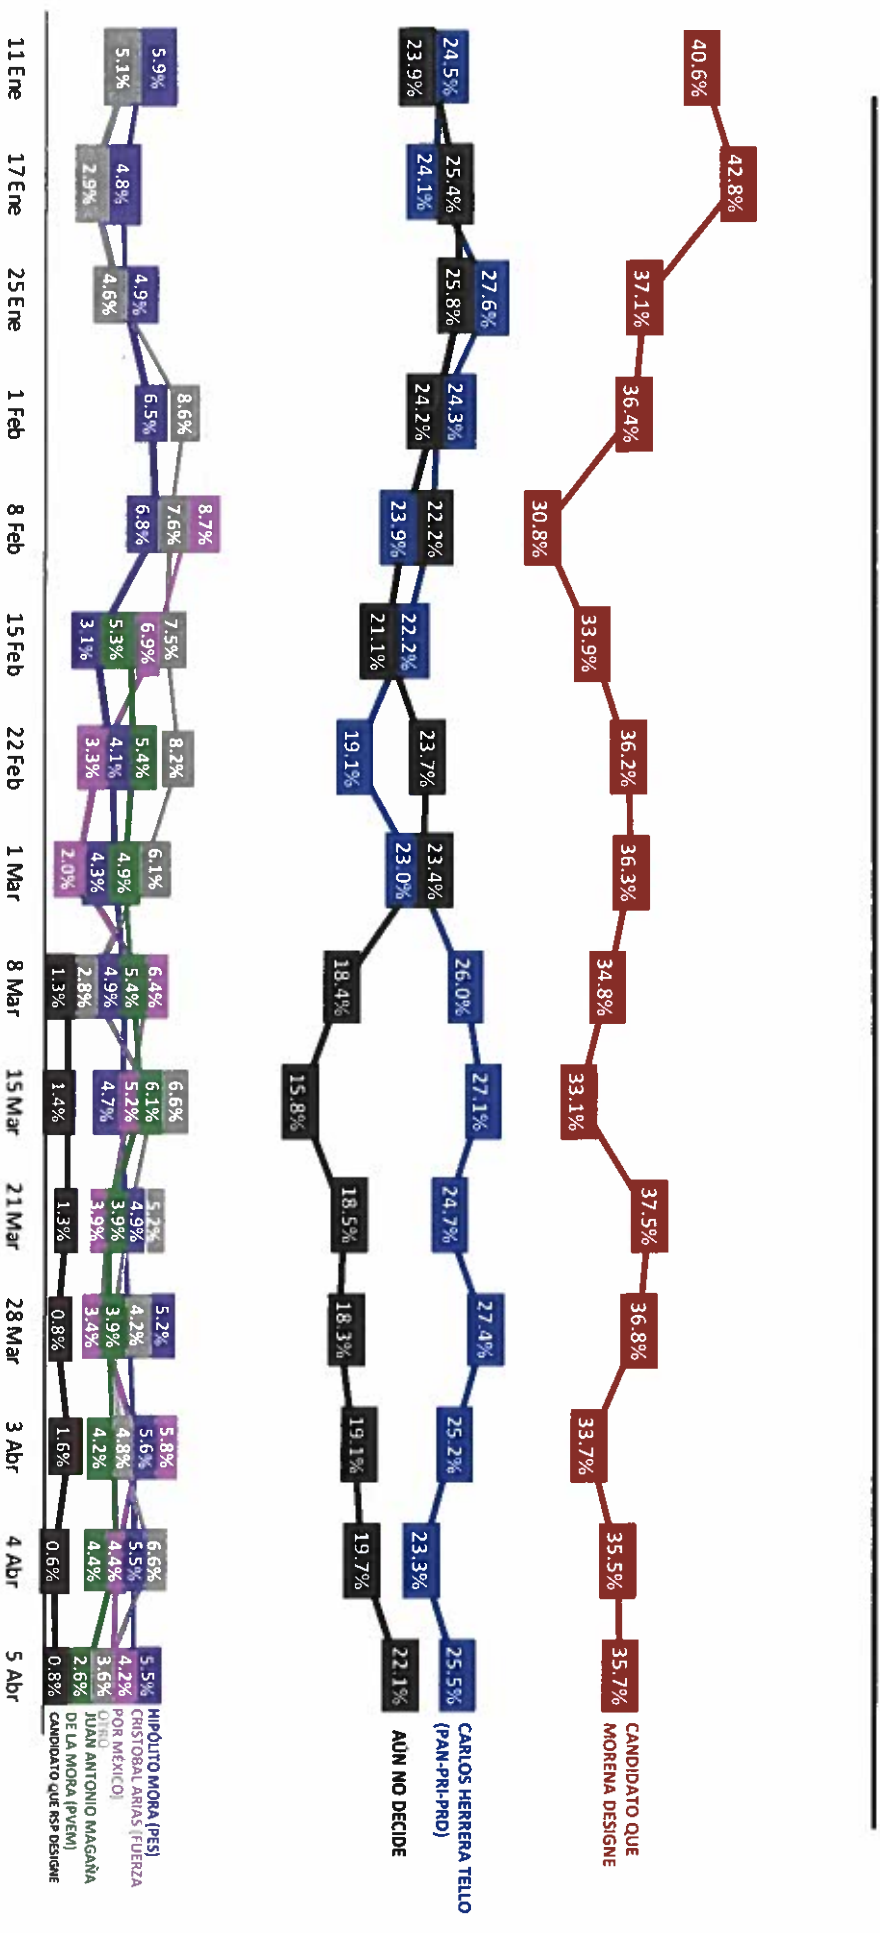 40.6% 42.8% 37.1% 36.4% 30.8% 33.9% 36.2% 36.3% 34.8% 33.1% 37.5% 36.8% 33.7% 35.5% 35.7%
CANDIDATO QUE
MORENA DESIGNE
24.5% 24.1% 27.6% 24.3% 23.9% 22.2% 19.1% 23.0% 26.0% 27.1% 24.7% 27.4% 25.2% 23.3% 25.5%
CARLOS HERRERA TELLO
(PAN-PRI-PRD)
23.9% 25.4% 25.8% 24.2% 22.2% 21.1% 23.7% 23.4% 18.4% 15.8% 18.5% 18.3% 19.1% 19.7% 22.1%
AÚN NO DECIDE
5.9% 4.8% 4.9% 6.5% 6.8% 3.1% 4.1% 4.3% 4.9% 4.7% 4.9% 5.2% 5.6% 5.5% 5.5%
HIPÓLITO MORA (PES)
8.7% 6.9% 3.3% 2.0% 6.4% 5.2% 3.9% 3.4% 5.8% 4.4% 4.2%
CRISTOBAL ARIAS (FUERZA
POR MÉXICO)
5.1% 2.9% 4.6% 8.6% 7.6% 7.5% 8.2% 6.1% 2.8% 6.6% 5.2% 4.2% 4.8% 6.6% 3.6%
OTRO
5.3% 5.4% 4.9% 5.4% 6.1% 3.9% 3.9% 4.2% 4.4% 2.6%
JUAN ANTONIO MAGAÑA
DE LA MORA (PVEM)
1.3% 1.4% 1.3% 0.8% 1.6% 0.6% 0.8%
CANDIDATO QUE RSP DESIGNE
11 Ene 17 Ene 25 Ene 1 Feb 8 Feb 15 Feb 22 Feb 1 Mar 8 Mar 15 Mar 21 Mar 28 Mar 3 Abr 4 Abr 5 Abr